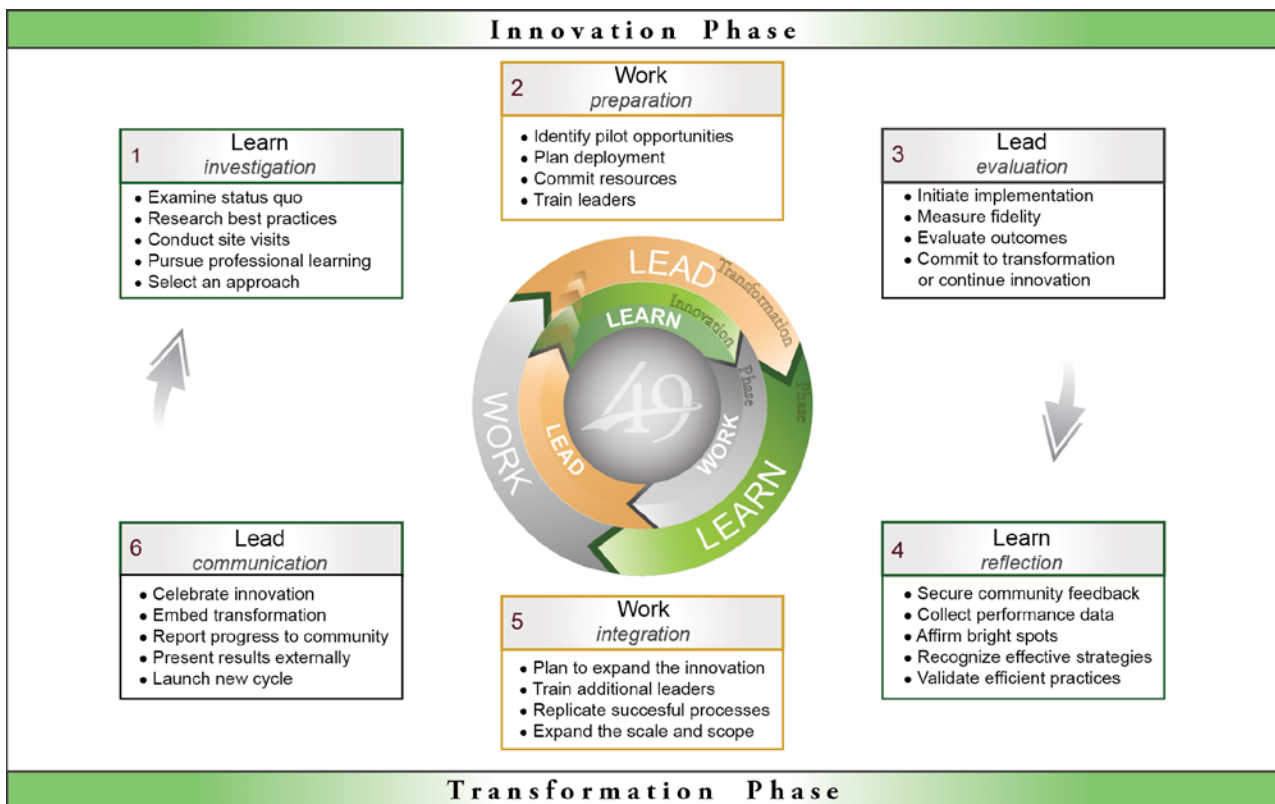 Innovation Phase
1
Learn
investigation
• Examine status quo
• Research best practices
• Conduct site visits
• Pursue professional learning
• Select an approach
2
Work
preparation
• Identify pilot opportunities
• Plan deployment
• Commit resources
• Train leaders
3
Lead
evaluation
• Initiate implementation
• Measure fidelity
• Evaluate outcomes
• Commit to transformation
or continue innovation
LEAD
Transformation
Phase
LEARN
WORK
LEARN
Innovation
Phase
WORK
LEAD
49
4
Learn
reflection
• Secure community feedback
• Collect performance data
• Affirm bright spots
• Recognize effective strategies
• Validate efficient practices
5
Work
integration
• Plan to expand the innovation
• Train additional leaders
• Replicate succesful processes
• Expand the scale and scope
6
Lead
communication
• Celebrate innovation
• Embed transformation
• Report progress to community
• Present results externally
• Launch new cycle
Transformation Phase